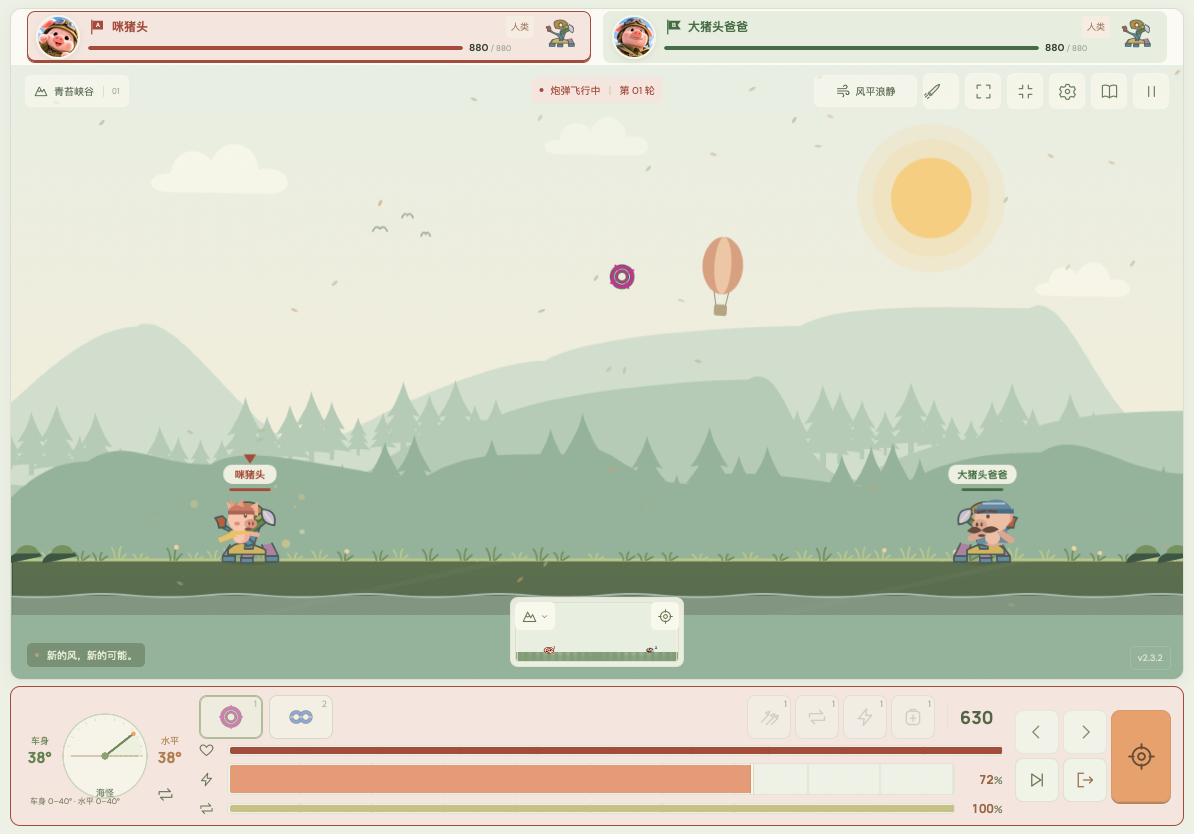 咪猪头
人类
880 / 880
大猪头爸爸
人类
880 / 880
青苔峡谷 01
炮弹飞行中 第 01 轮
风平浪静
咪猪头
大猪头爸爸
新的风，新的可能。
v2.3.2
车身
38°
水平
38°
海怪
车身 0–40° · 水平 0–40°
1
2
1
1
1
1
630
72%
100%